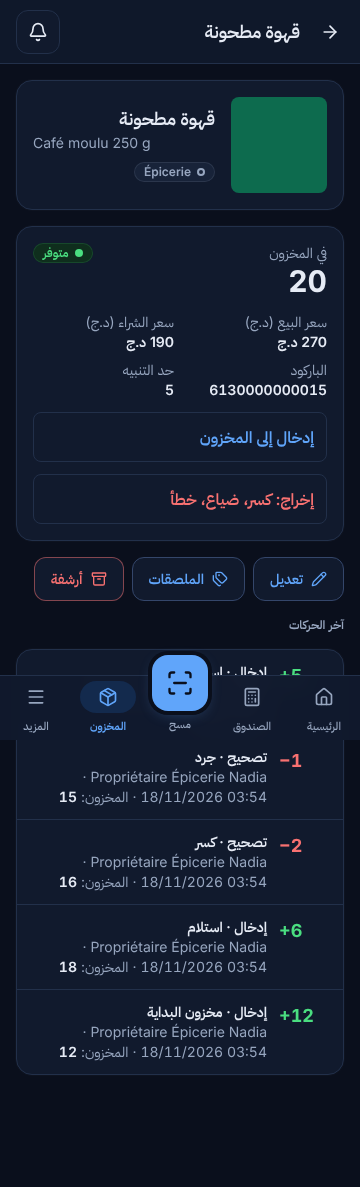 قهوة مطحونة
قهوة مطحونة
Café moulu 250 g
Épicerie
في المخزون
متوفر
20
سعر البيع (د.ج)
سعر الشراء (د.ج)
270 د.ج
190 د.ج
الباركود
حد التنبيه
6130000000015
5
إدخال إلى المخزون
إخراج: كسر، ضياع، خطأ
تعديل
الملصقات
أرشفة
آخر الحركات
+5
إدخال ·
الرئيسية
الصندوق
مسح
المخزون
المزيد
−1
تصحيح · جرد
Propriétaire Épicerie Nadia ·
18/11/2026 03:54 · المخزون: 15
−2
تصحيح · كسر
Propriétaire Épicerie Nadia ·
18/11/2026 03:54 · المخزون: 16
+6
إدخال · استلام
Propriétaire Épicerie Nadia ·
18/11/2026 03:54 · المخزون: 18
+12
إدخال · مخزون البداية
Propriétaire Épicerie Nadia ·
18/11/2026 03:54 · المخزون: 12